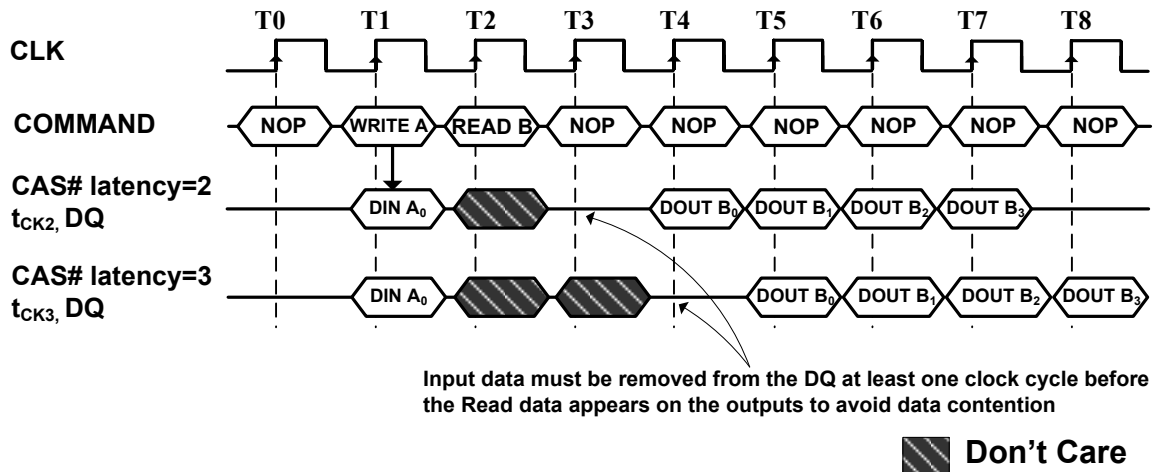 T0 T1 T2 T3 T4 T5 T6 T7 T8
CLK
COMMAND NOP WRITE A READ B NOP NOP NOP NOP NOP NOP
CAS# latency=2
tCK2, DQ DIN A0 DOUT B0 DOUT B1 DOUT B2 DOUT B3
CAS# latency=3
tCK3, DQ DIN A0 DOUT B0 DOUT B1 DOUT B2 DOUT B3
Input data must be removed from the DQ at least one clock cycle before
the Read data appears on the outputs to avoid data contention
Don't Care